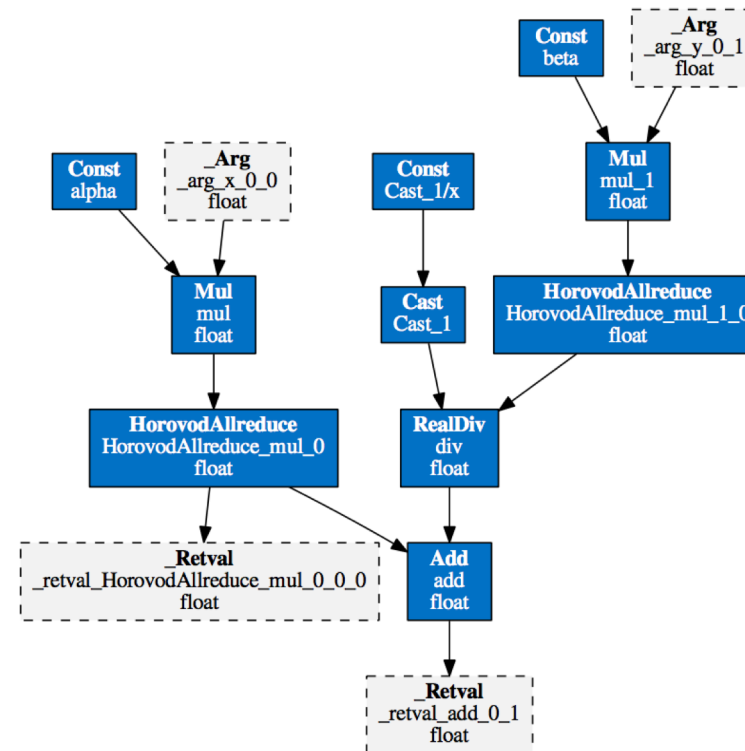 Const
beta
_Arg
_arg_y_0_1
float
Const
alpha
_Arg
_arg_x_0_0
float
Const
Cast_1/x
Mul
mul_1
float
Mul
mul
float
Cast
Cast_1
HorovodAllreduce
HorovodAllreduce_mul_1_0
float
HorovodAllreduce
HorovodAllreduce_mul_0
float
RealDiv
div
float
_Retval
_retval_HorovodAllreduce_mul_0_0_0
float
Add
add
float
_Retval
_retval_add_0_1
float